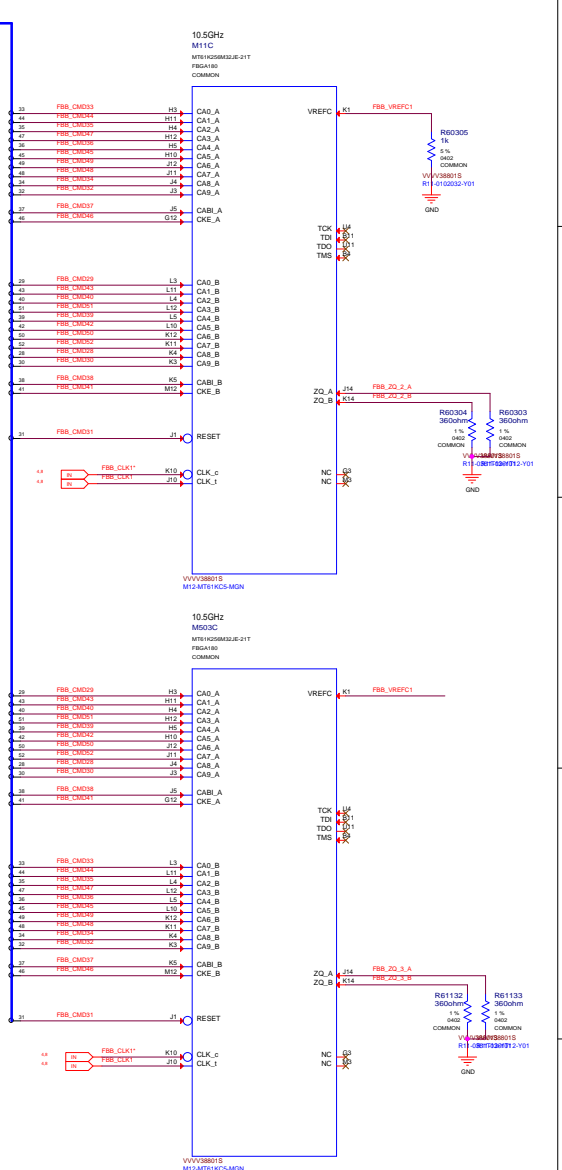 10.5GHz
M11C
MT61K256M32JE-21T
FBGA180
COMMON
33 FBB_CMD33 H3 CA0_A VREFC K1 FBB_VREFC1
44 FBB_CMD44 H11 CA1_A
35 FBB_CMD35 H4 CA2_A
47 FBB_CMD47 H12 CA3_A
36 FBB_CMD36 H5 CA4_A
45 FBB_CMD45 H10 CA5_A
49 FBB_CMD49 J12 CA6_A
48 FBB_CMD48 J11 CA7_A
34 FBB_CMD34 J4 CA8_A
32 FBB_CMD32 J3 CA9_A
R60305
1k
5 %
0402
COMMON
VVVV38801S
R11-0102032-Y01
GND
37 FBB_CMD37 J5 CABI_A
46 FBB_CMD46 G12 CKE_A
TCK U4
TDI B11
TDO U11
TMS B4
29 FBB_CMD29 L3 CA0_B
43 FBB_CMD43 L11 CA1_B
40 FBB_CMD40 L4 CA2_B
51 FBB_CMD51 L12 CA3_B
39 FBB_CMD39 L5 CA4_B
42 FBB_CMD42 L10 CA5_B
50 FBB_CMD50 K12 CA6_B
52 FBB_CMD52 K11 CA7_B
28 FBB_CMD28 K4 CA8_B
30 FBB_CMD30 K3 CA9_B
38 FBB_CMD38 K5 CABI_B
41 FBB_CMD41 M12 CKE_B
ZQ_A J14 FBB_ZQ_2_A
ZQ_B K14 FBB_ZQ_2_B
R60304 R60303
360ohm 360ohm
1 % 1 %
0402 0402
COMMON COMMON
GND
31 FBB_CMD31 J1 RESET
4,8 IN FBB_CLK1* K10 CLK_c NC G3
4,8 IN FBB_CLK1 J10 CLK_t NC M3
VVVV38801S
M12-MT61KC5-MGN
10.5GHz
M503C
MT61K256M32JE-21T
FBGA180
COMMON
29 FBB_CMD29 H3 CA0_A VREFC K1 FBB_VREFC1
43 FBB_CMD43 H11 CA1_A
40 FBB_CMD40 H4 CA2_A
51 FBB_CMD51 H12 CA3_A
39 FBB_CMD39 H5 CA4_A
42 FBB_CMD42 H10 CA5_A
50 FBB_CMD50 J12 CA6_A
52 FBB_CMD52 J11 CA7_A
28 FBB_CMD28 J4 CA8_A
30 FBB_CMD30 J3 CA9_A
38 FBB_CMD38 J5 CABI_A
41 FBB_CMD41 G12 CKE_A
TCK U4
TDI B11
TDO U11
TMS B4
33 FBB_CMD33 L3 CA0_B
44 FBB_CMD44 L11 CA1_B
35 FBB_CMD35 L4 CA2_B
47 FBB_CMD47 L12 CA3_B
36 FBB_CMD36 L5 CA4_B
45 FBB_CMD45 L10 CA5_B
49 FBB_CMD49 K12 CA6_B
48 FBB_CMD48 K11 CA7_B
34 FBB_CMD34 K4 CA8_B
32 FBB_CMD32 K3 CA9_B
37 FBB_CMD37 K5 CABI_B
46 FBB_CMD46 M12 CKE_B
ZQ_A J14 FBB_ZQ_3_A
ZQ_B K14 FBB_ZQ_3_B
R61132 R61133
360ohm 360ohm
1 % 1 %
0402 0402
COMMON COMMON
GND
31 FBB_CMD31 J1 RESET
4,8 IN FBB_CLK1* K10 CLK_c NC G3
4,8 IN FBB_CLK1 J10 CLK_t NC M3
VVVV38801S
M12-MT61KC5-MGN